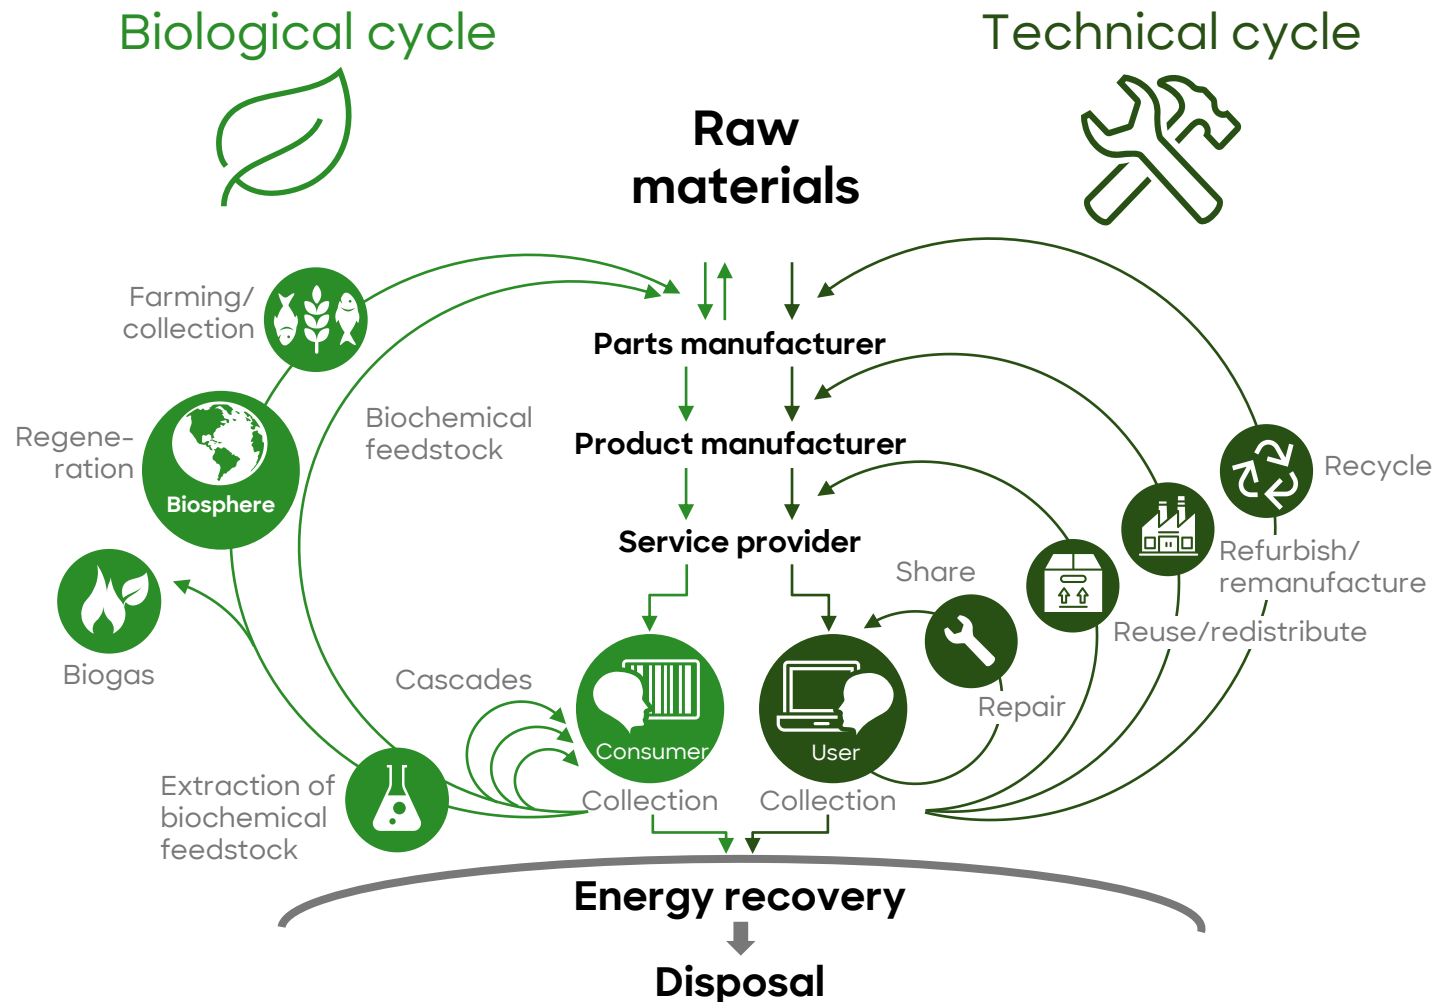 Biological cycle
Technical cycle
Raw
materials
Farming/
collection
Parts manufacturer
Biochemical
feedstock
Regene-
ration
Biosphere
Product manufacturer
Recycle
Service provider
Share
Refurbish/
remanufacture
Reuse/redistribute
Biogas
Cascades
Repair
Consumer
User
Extraction of
biochemical
feedstock
Collection
Collection
Energy recovery
Disposal